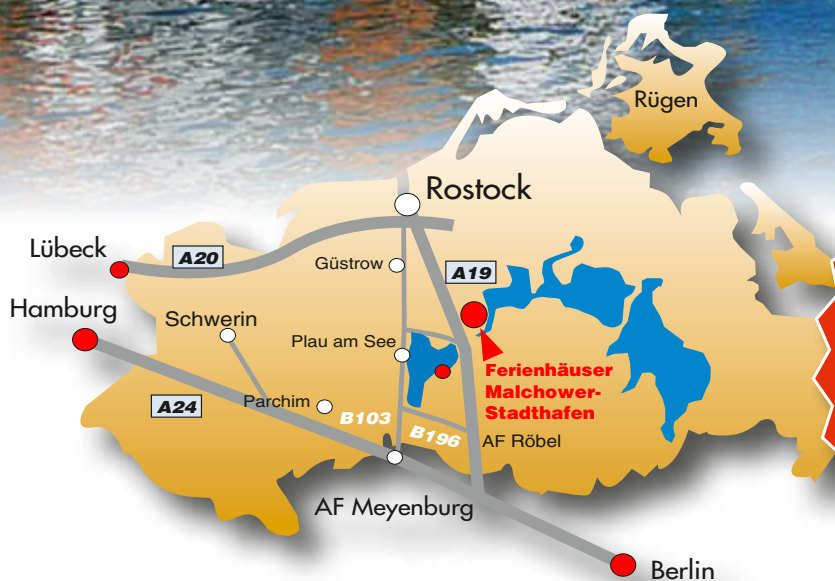 Rügen
Rostock
Lübeck
A20
Güstrow
A19
Hamburg
Schwerin
Plau am See
Ferienhäuser
Malchower-
Stadthafen
A24
Parchim
B103
B196
AF Röbel
AF Meyenburg
Berlin